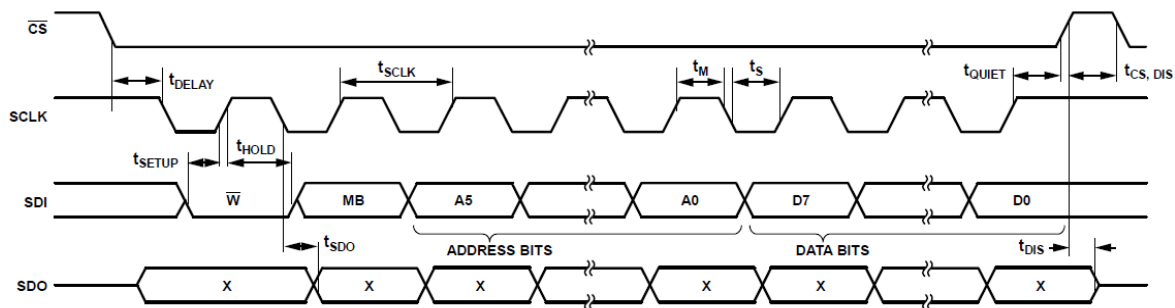 CS
tDELAY
tSCLK
tM
tS
tQUIET
tCS, DIS
SCLK
tSETUP
tHOLD
SDI
W
MB
A5
A0
D7
D0
tSDO
ADDRESS BITS
DATA BITS
tDIS
SDO
X
X
X
X
X
X